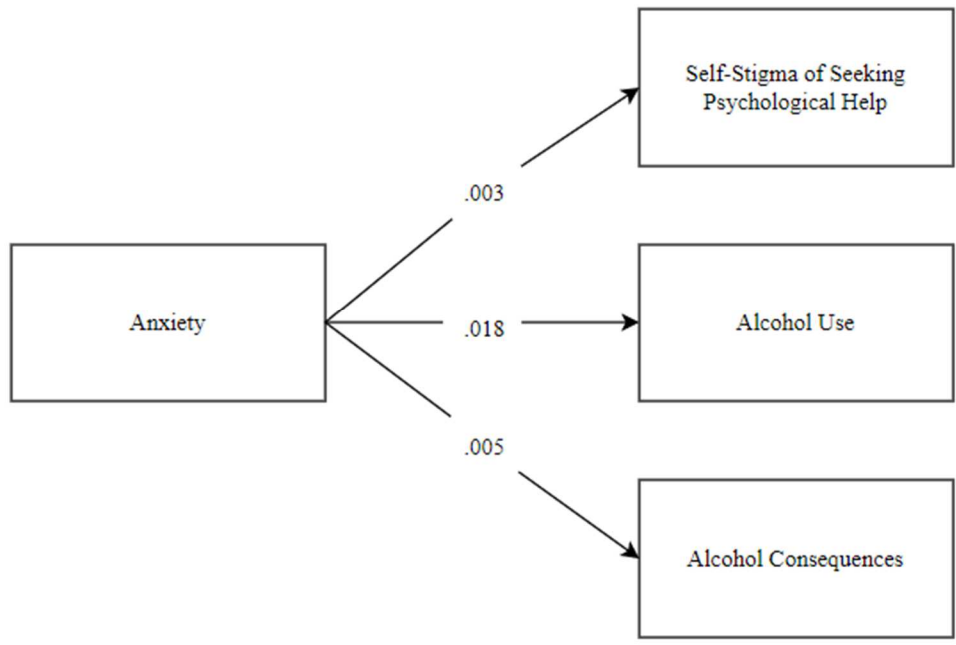 Self-Stigma of Seeking
Psychological Help
.003
Anxiety
.018
Alcohol Use
.005
Alcohol Consequences